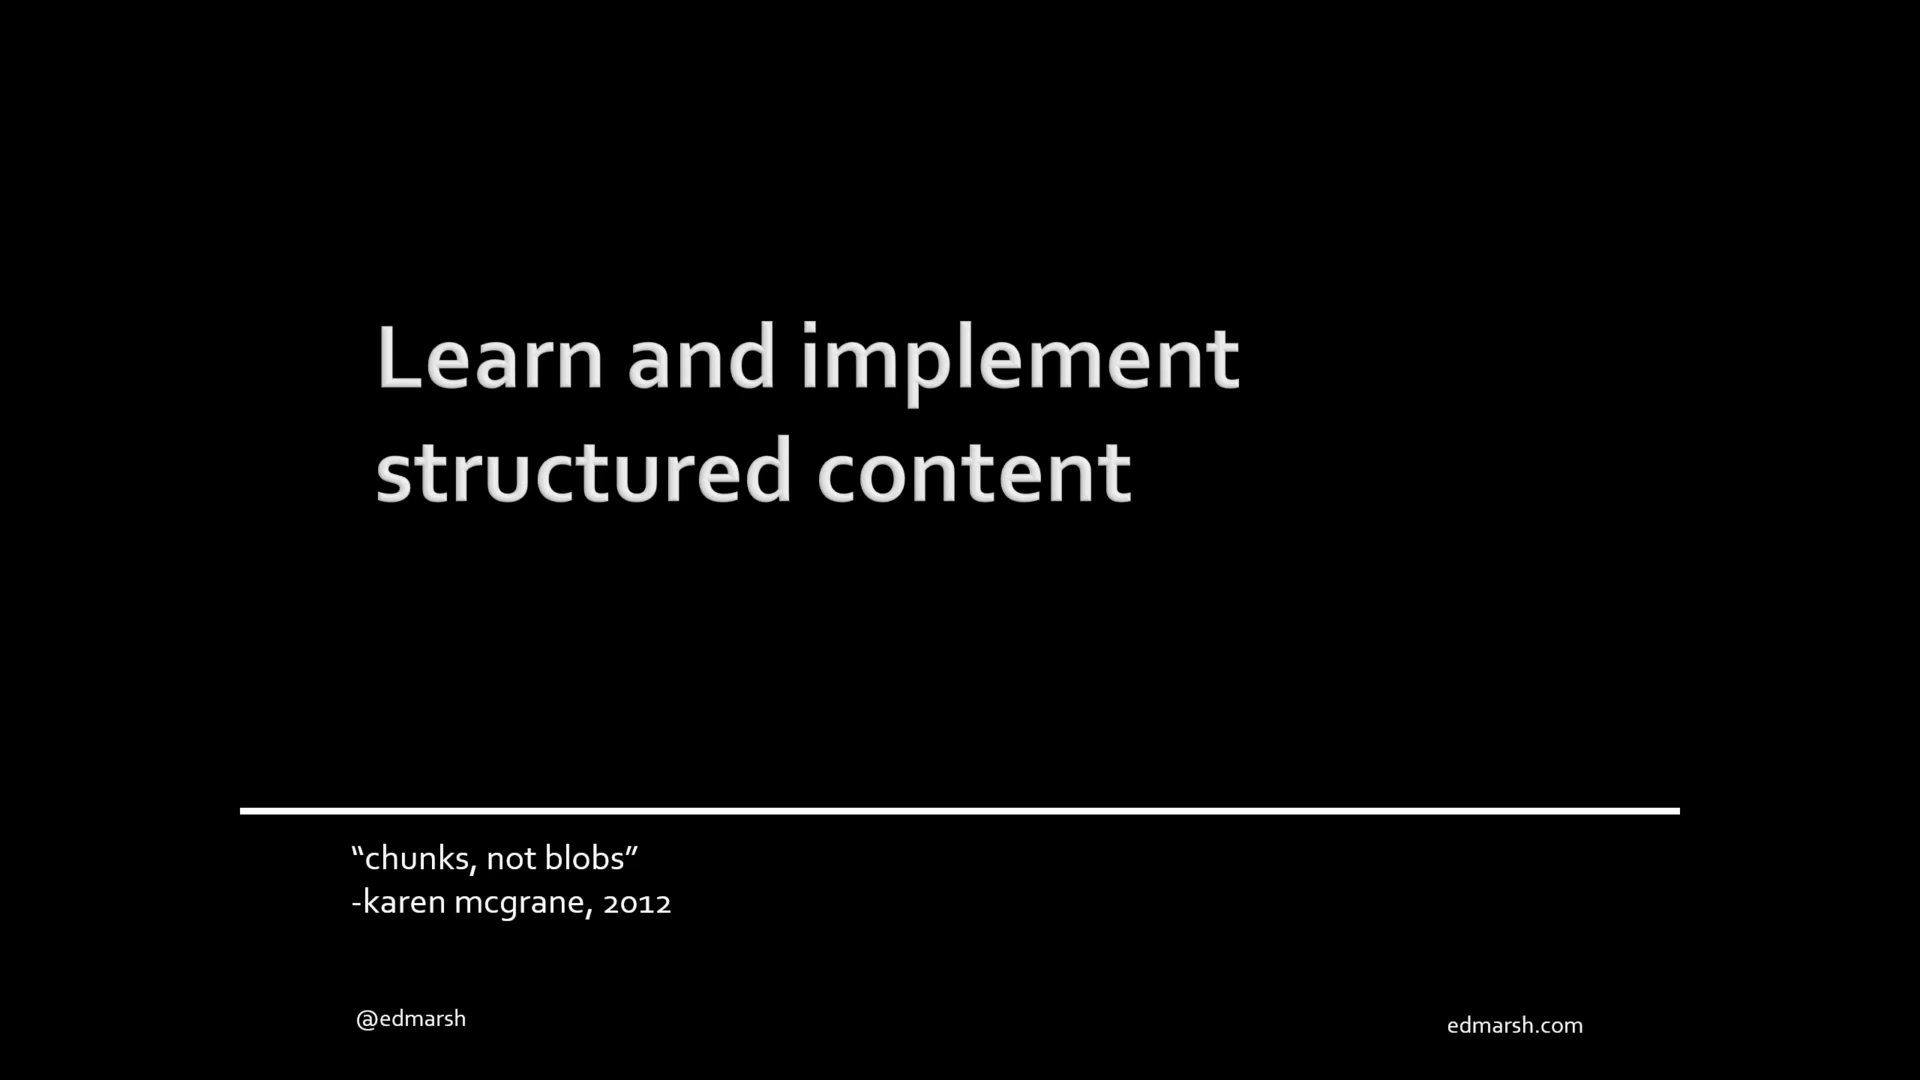 Learn and implement
structured content
“chunks, not blobs”
-karen mcgrane, 2012
@edmarsh
edmarsh.com